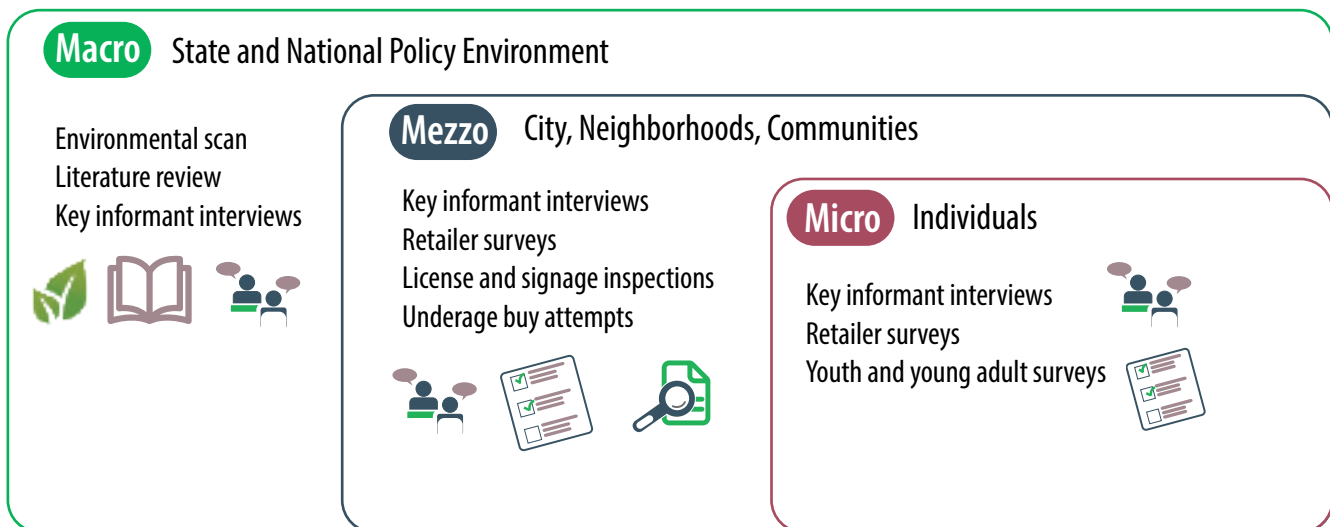 Macro State and National Policy Environment
Environmental scan
Literature review
Key informant interviews
Mezzo City, Neighborhoods, Communities
Key informant interviews
Retailer surveys
License and signage inspections
Underage buy attempts
Micro Individuals
Key informant interviews
Retailer surveys
Youth and young adult surveys